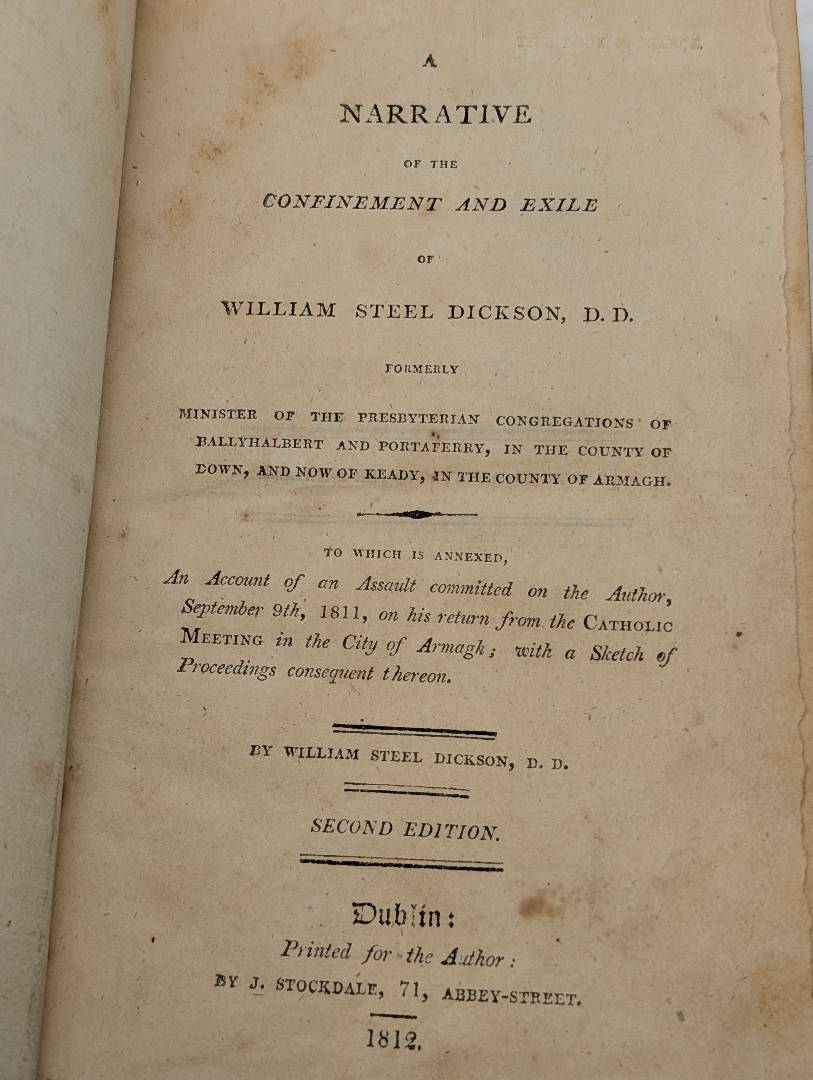 A
NARRATIVE
OF THE
CONFINEMENT AND EXILE
OF
WILLIAM STEEL DICKSON, D. D.
FORMERLY
MINISTER OF THE PRESBYTERIAN CONGREGATIONS OF
BALLYHALBERT AND PORTAFERRY, IN THE COUNTY OF
DOWN, AND NOW OF KEADY, IN THE COUNTY OF ARMAGH.
TO WHICH IS ANNEXED,
An Account of an Assault committed on the Author,
September 9th, 1811, on his return from the CATHOLIC
MEETING in the City of Armagh; with a Sketch of
Proceedings consequent thereon.
BY WILLIAM STEEL DICKSON, D. D.
SECOND EDITION.
Dublin:
Printed for the Author:
BY J. STOCKDALE, 71, ABBEY-STREET.
1812.